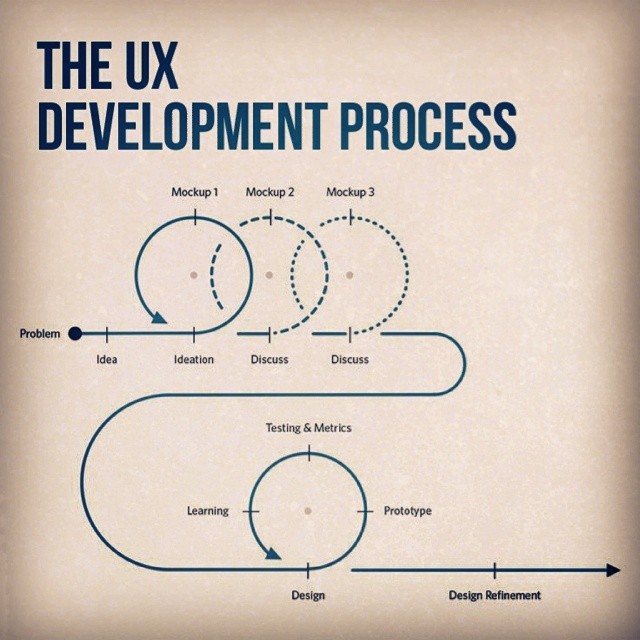 THE UX
DEVELOPMENT PROCESS
Mockup 1 Mockup 2 Mockup 3
Problem
Idea Ideation Discuss Discuss
Testing & Metrics
Learning Prototype
Design Design Refinement